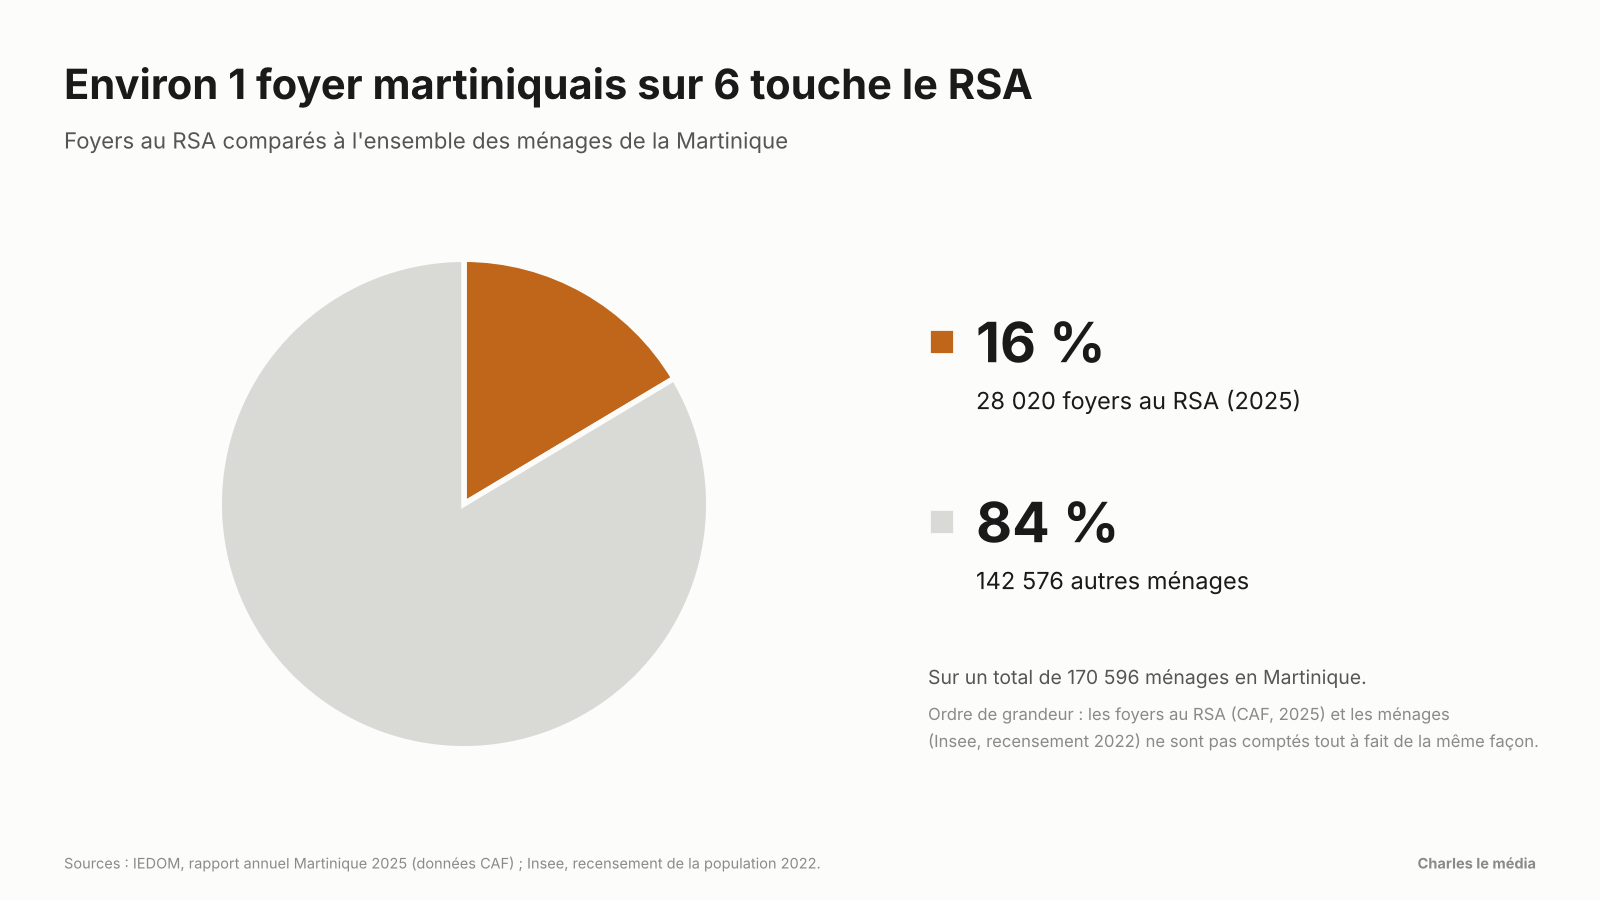 Environ 1 foyer martiniquais sur 6 touche le RSA
Foyers au RSA comparés à l'ensemble des ménages de la Martinique
16 %
28 020 foyers au RSA (2025)
84 %
142 576 autres ménages
Sur un total de 170 596 ménages en Martinique.
Ordre de grandeur : les foyers au RSA (CAF, 2025) et les ménages
(Insee, recensement 2022) ne sont pas comptés tout à fait de la même façon.
Sources : IEDOM, rapport annuel Martinique 2025 (données CAF) ; Insee, recensement de la population 2022.
Charles le média